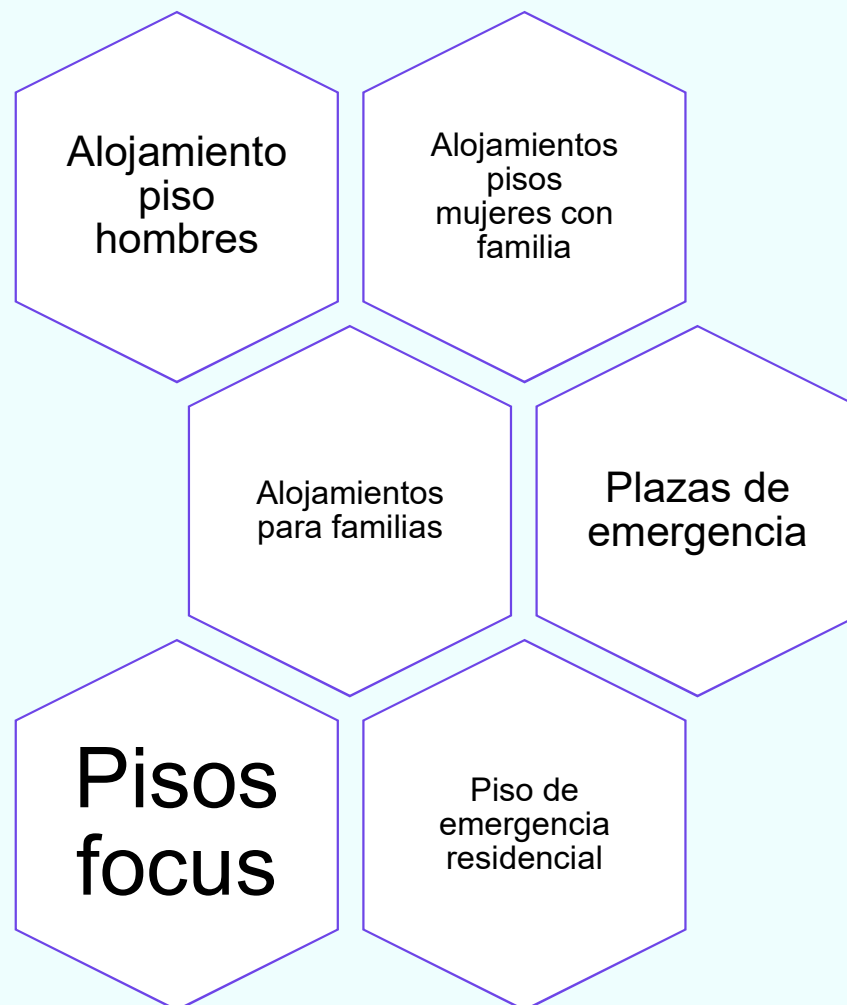 Alojamiento
piso
hombres
Alojamientos
pisos
mujeres con
familia
Alojamientos
para familias
Plazas de
emergencia
Pisos
focus
Piso de
emergencia
residencial